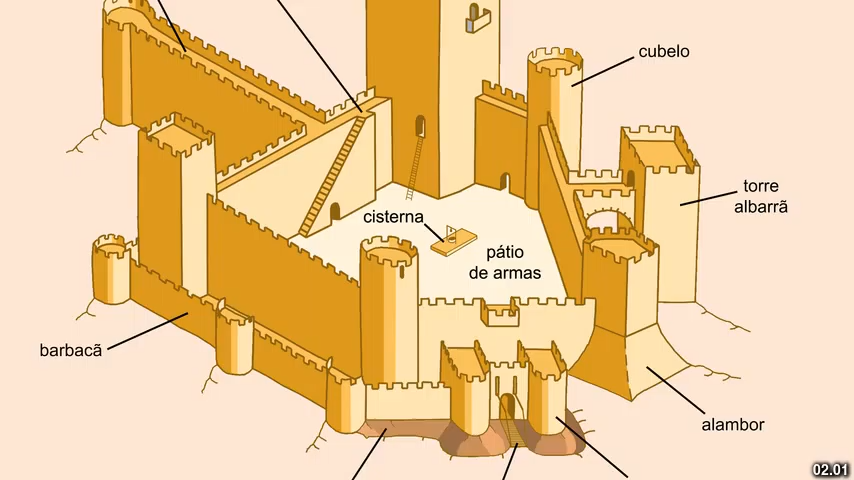 cubelo
torre
albarrã
cisterna
pátio
de armas
barbacã
alambor
02.01